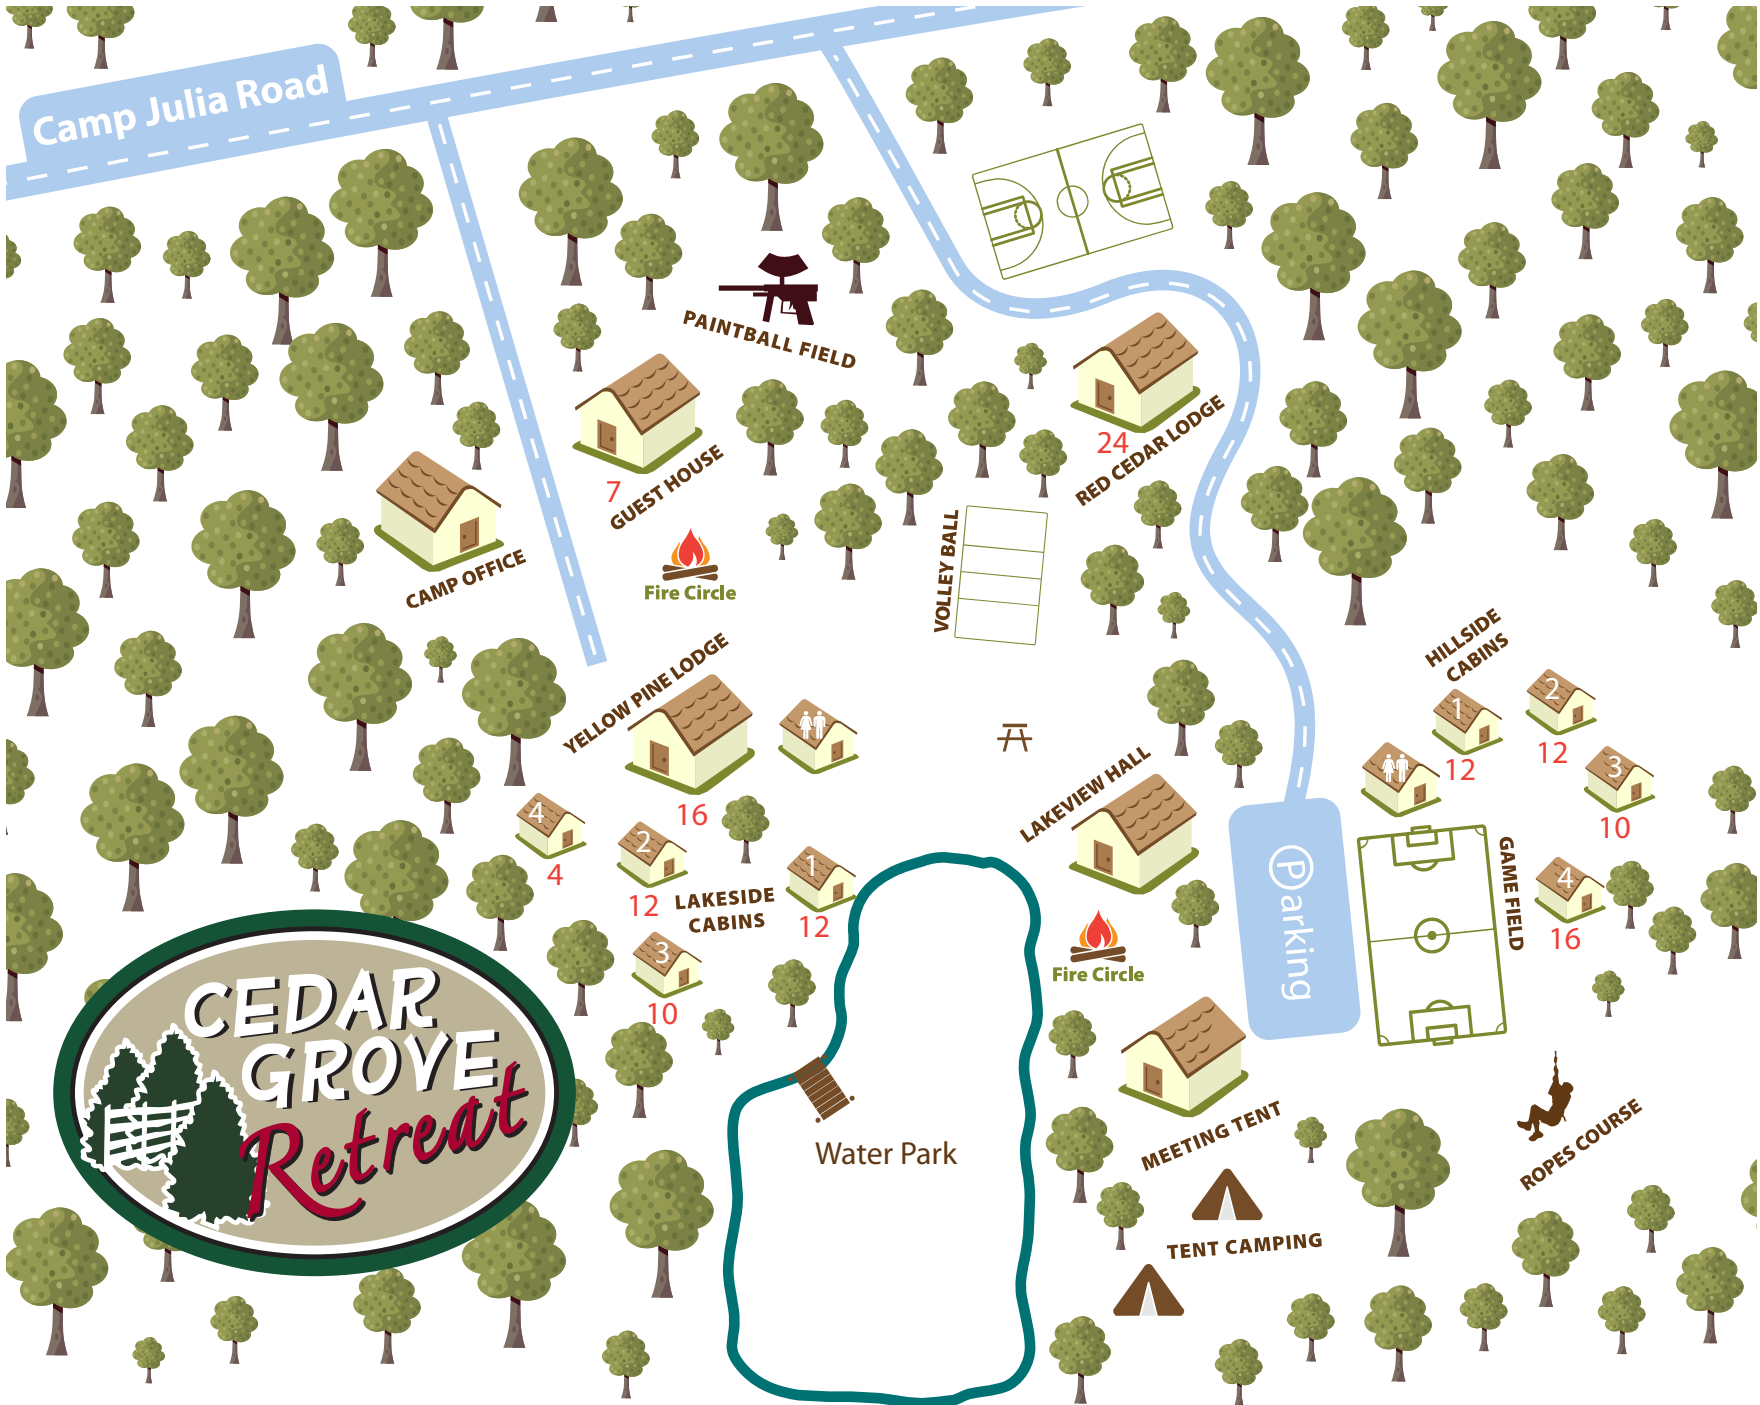 Camp Julia Road
PAINTBALL FIELD
24
RED CEDAR LODGE
7
GUEST HOUSE
CAMP OFFICE
Fire Circle
VOLLEY BALL
YELLOW PINE LODGE
16
HILLSIDE
CABINS
1
12
2
12
3
10
4
16
LAKEVIEW HALL
4
4
2
12
LAKESIDE
CABINS
1
12
3
10
Parking
GAME FIELD
Fire Circle
CEDAR
GROVE
Retreat
Water Park
MEETING TENT
ROPES COURSE
TENT CAMPING